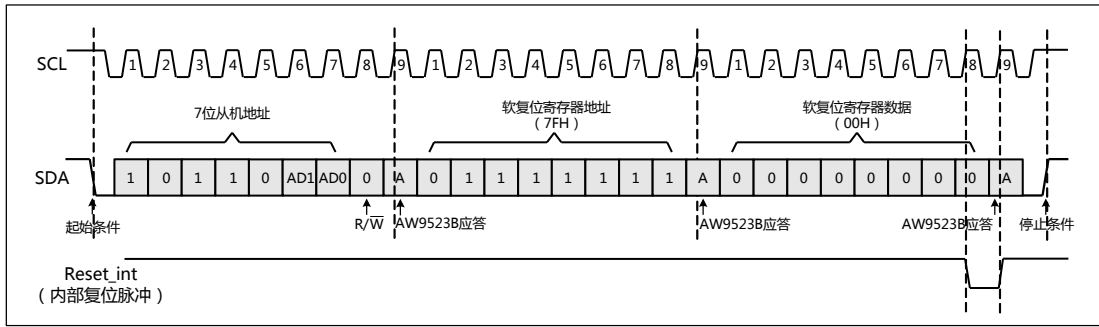 SCL 1 2 3 4 5 6 7 8 9 1 2 3 4 5 6 7 8 9 1 2 3 4 5 6 7 8 9
7位从机地址
软复位寄存器地址
（7FH）
软复位寄存器数据
（00H）
SDA 1 0 1 1 0 AD1 AD0 0 A 0 1 1 1 1 1 1 1 A 0 0 0 0 0 0 0 0 A
起始条件 R/W̅ AW9523B应答 AW9523B应答 AW9523B应答 停止条件
Reset_int
（内部复位脉冲）